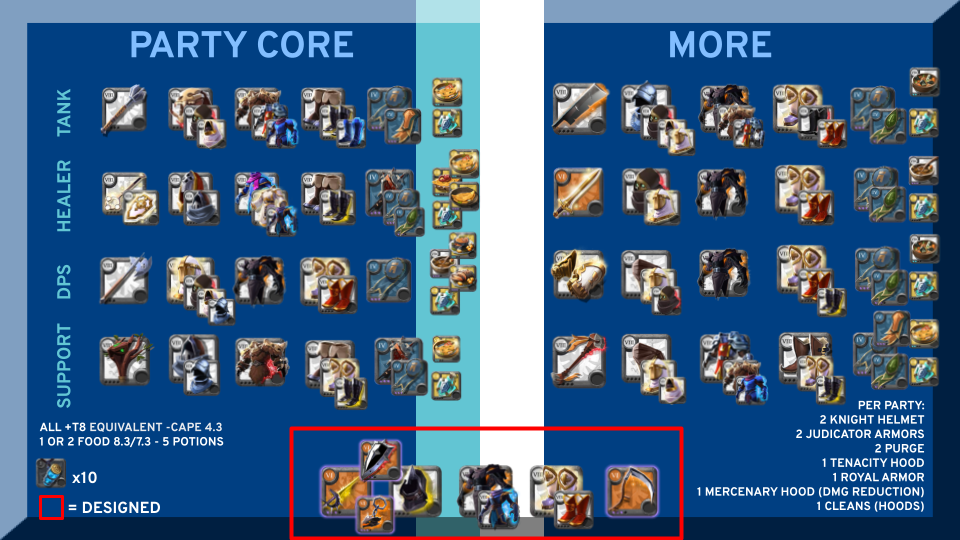 PARTY CORE
MORE
TANK
HEALER
DPS
SUPPORT
ALL +T8 EQUIVALENT -CAPE 4.3
1 OR 2 FOOD 8.3/7.3 - 5 POTIONS
x10
= DESIGNED
PER PARTY:
2 KNIGHT HELMET
2 JUDICATOR ARMORS
2 PURGE
1 TENACITY HOOD
1 ROYAL ARMOR
1 MERCENARY HOOD (DMG REDUCTION)
1 CLEANS (HOODS)